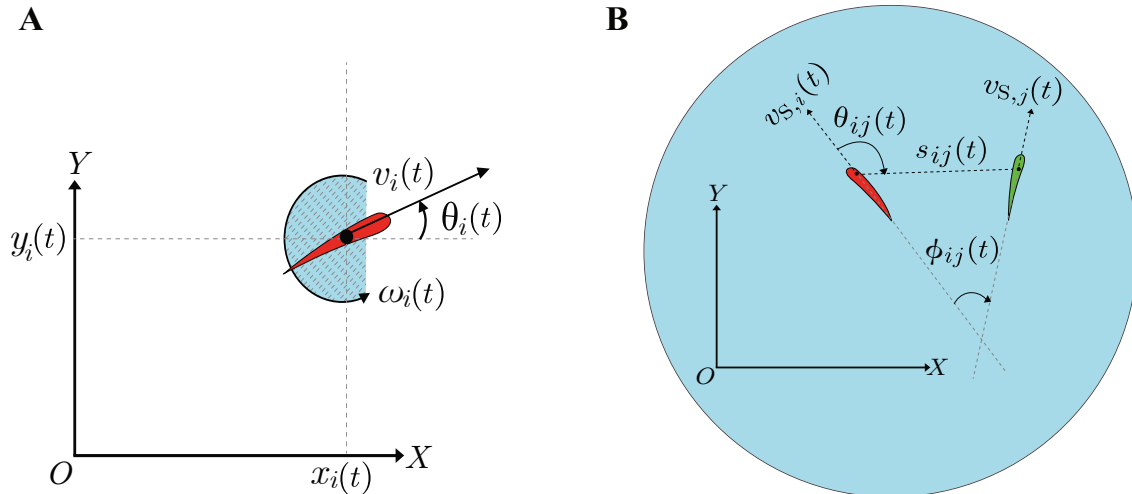 A
Y
v_i(t)
θ_i(t)
y_i(t)
ω_i(t)
O
x_i(t)
X
B
v_{S,i}(t)
v_{S,j}(t)
θ_{ij}(t)
s_{ij}(t)
Y
ϕ_{ij}(t)
O
X